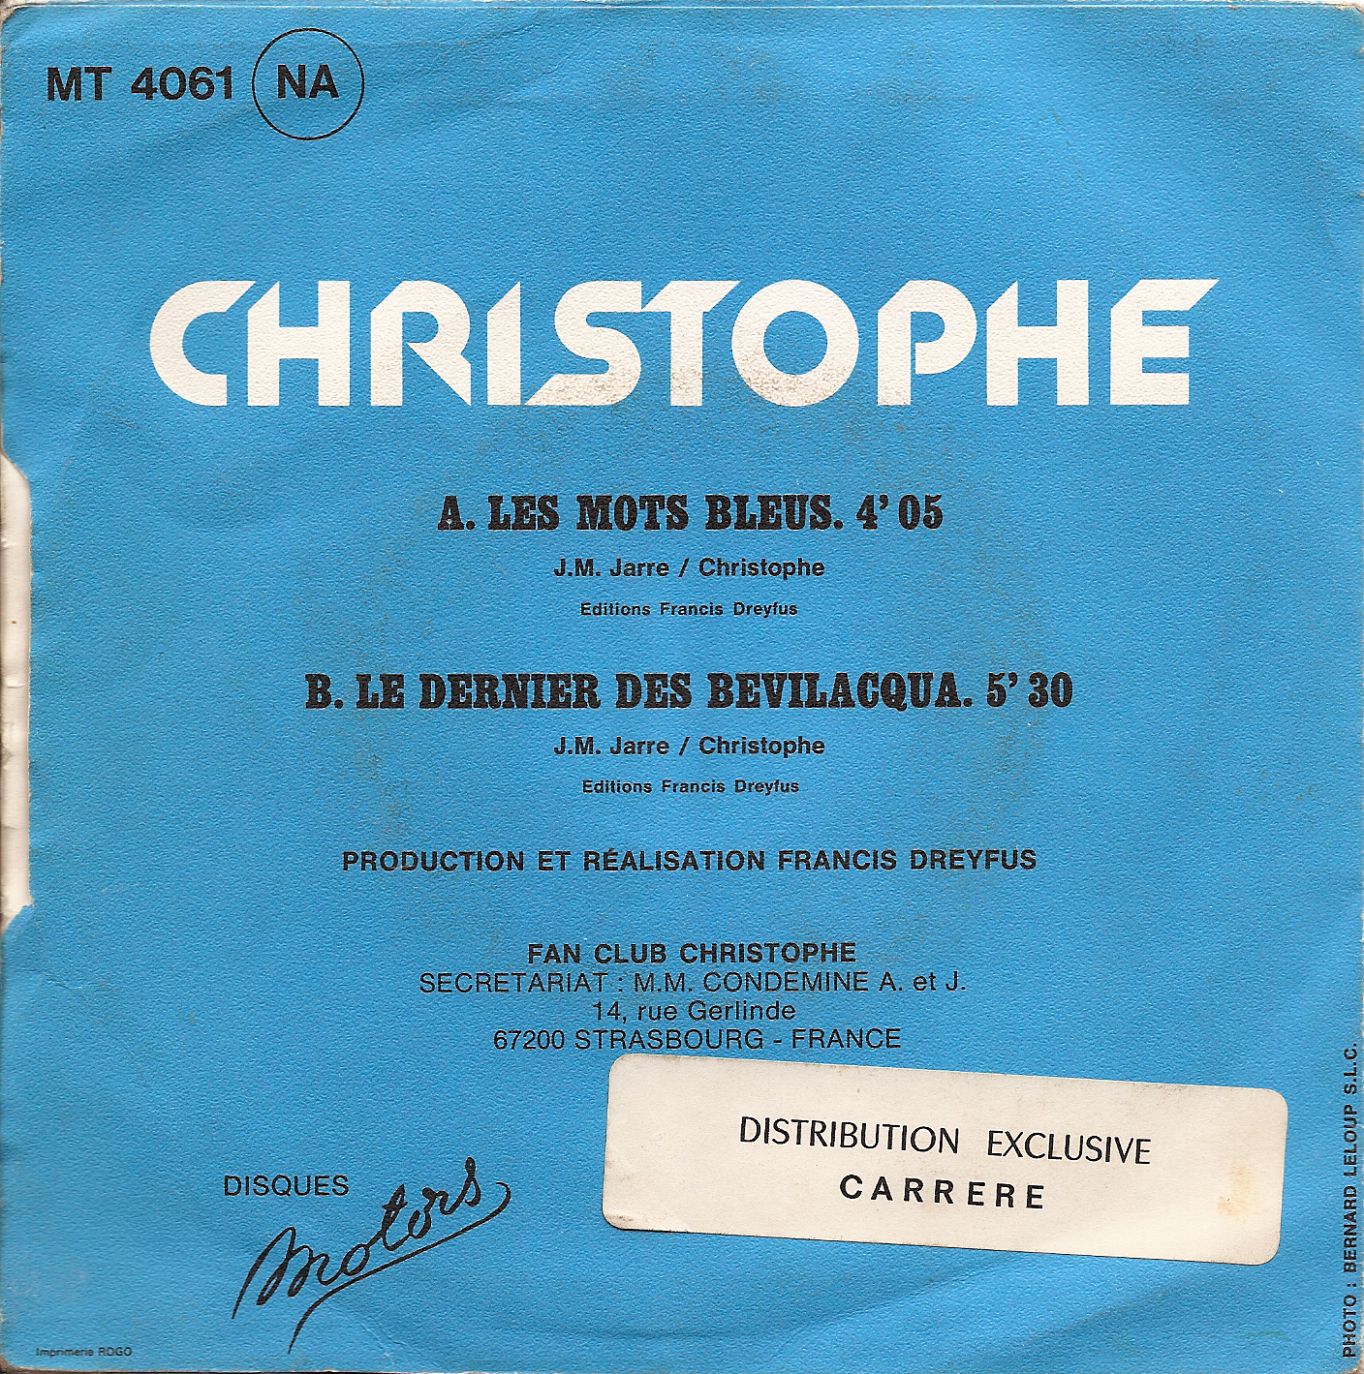 MT 4061 NA
CHRISTOPHE
A. LES MOTS BLEUS. 4’ 05
J.M. Jarre / Christophe
Editions Francis Dreyfus
B. LE DERNIER DES BEVILACQUA. 5’ 30
J.M. Jarre / Christophe
Editions Francis Dreyfus
PRODUCTION ET RÉALISATION FRANCIS DREYFUS
FAN CLUB CHRISTOPHE
SECRETARIAT : M.M. CONDEMINE A. et J.
14, rue Gerlinde
67200 STRASBOURG - FRANCE
DISTRIBUTION EXCLUSIVE
CARRERE
DISQUES
Motors
Imprimerie ROGO
PHOTO : BERNARD LELOUP S.L.C.